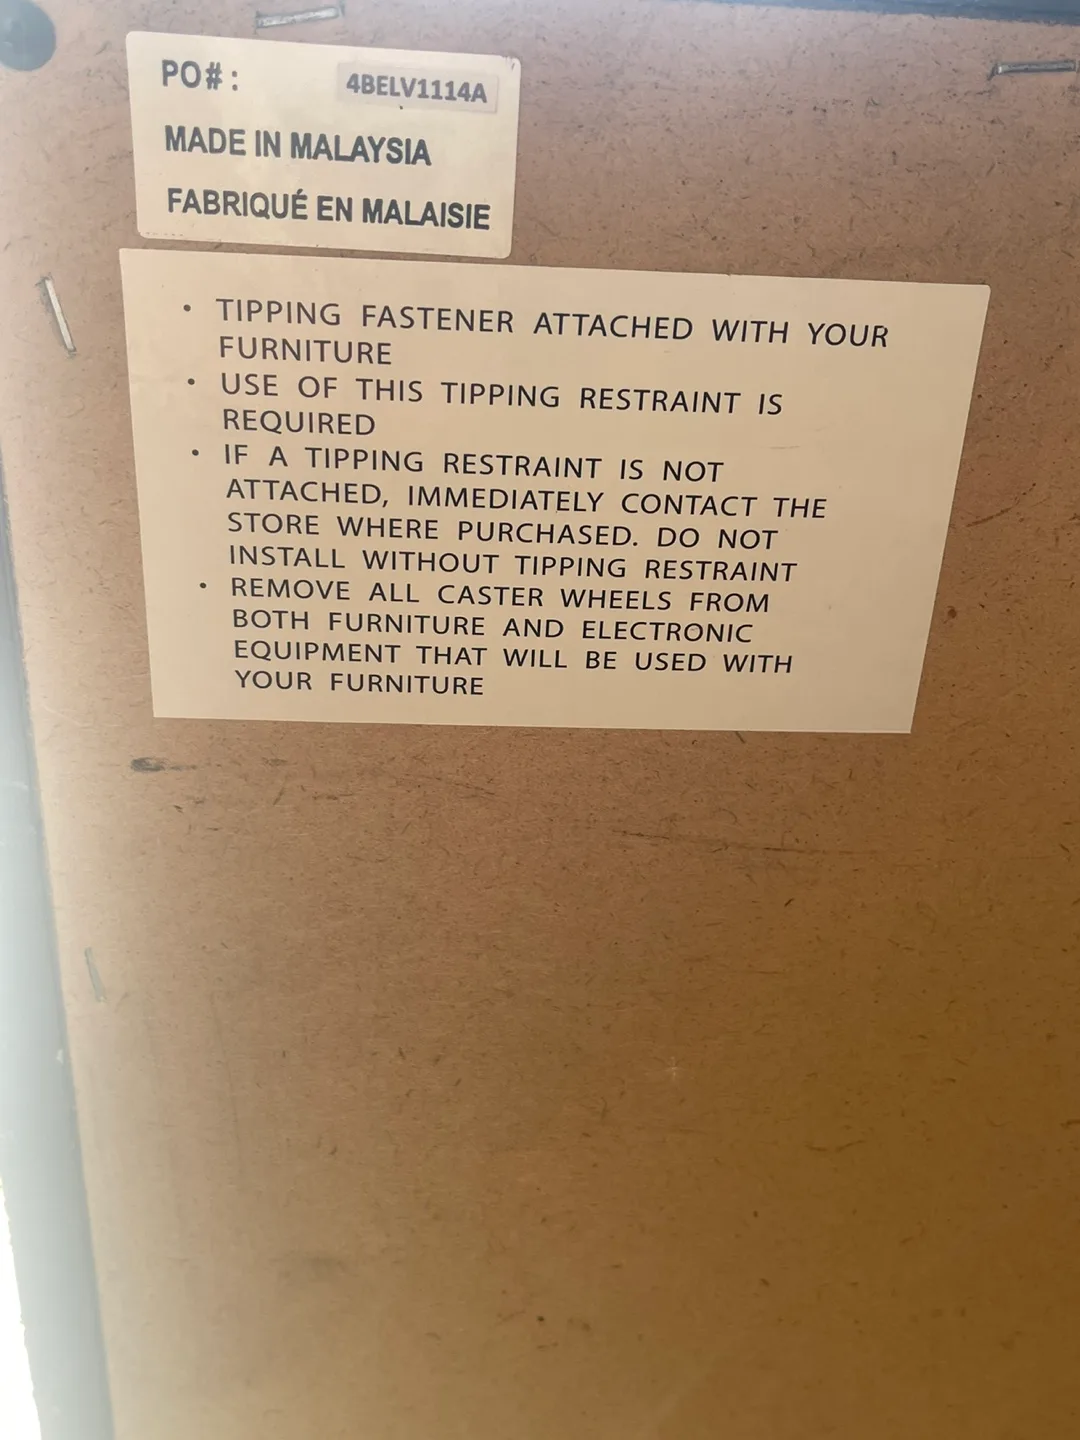 PO#: 4BELV1114A
MADE IN MALAYSIA
FABRIQUÉ EN MALAISIE
• TIPPING FASTENER ATTACHED WITH YOUR
FURNITURE
• USE OF THIS TIPPING RESTRAINT IS
REQUIRED
• IF A TIPPING RESTRAINT IS NOT
ATTACHED, IMMEDIATELY CONTACT THE
STORE WHERE PURCHASED. DO NOT
INSTALL WITHOUT TIPPING RESTRAINT
• REMOVE ALL CASTER WHEELS FROM
BOTH FURNITURE AND ELECTRONIC
EQUIPMENT THAT WILL BE USED WITH
YOUR FURNITURE